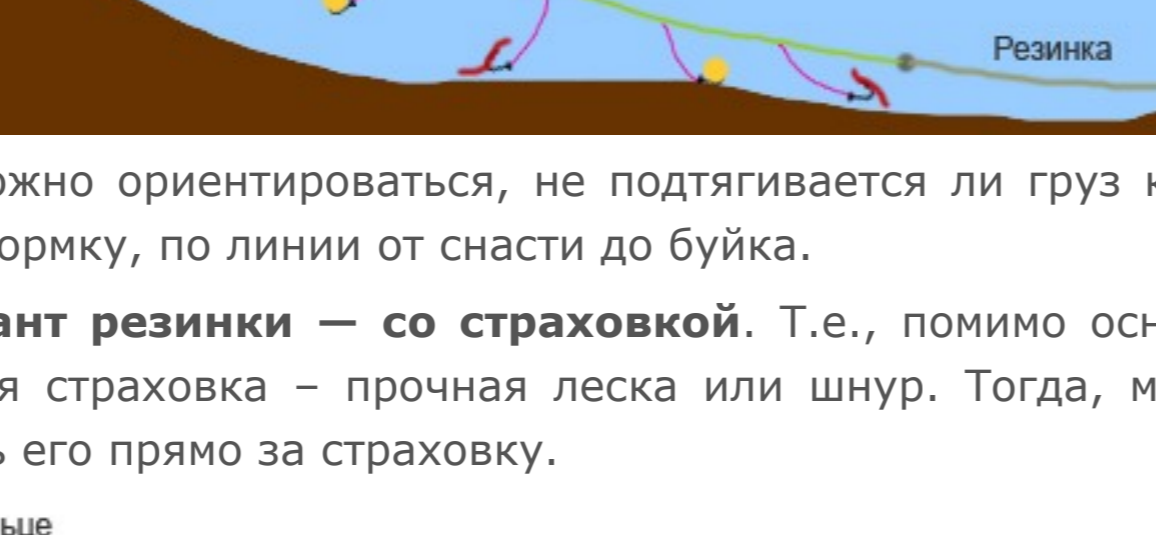 Резинка
ожно ориентироваться, не подтягивается ли груз к
ормку, по линии от снасти до буйка.
ант резинки — со страховкой. Т.е., помимо осн
я страховка – прочная леска или шнур. Тогда, м
ь его прямо за страховку.
ьце